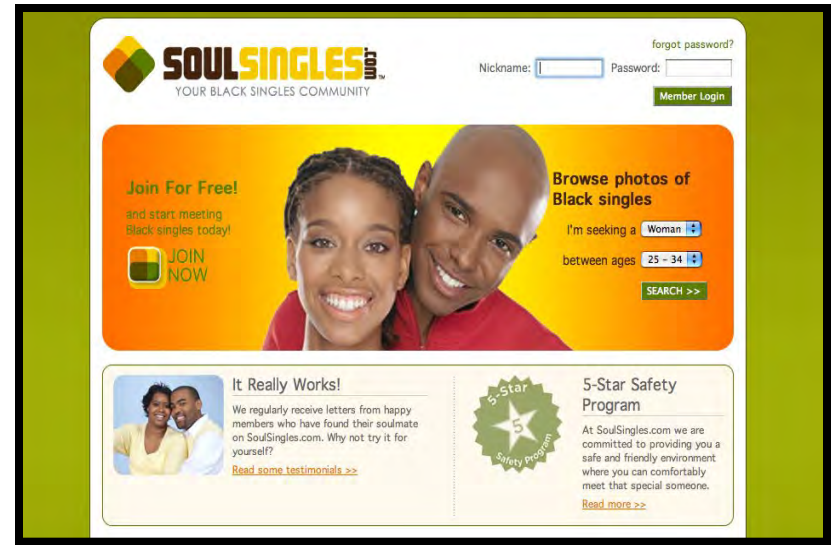 forgot password?
SOULSINGLES.com™
Nickname: Password:
YOUR BLACK SINGLES COMMUNITY
Member Login
Join For Free!
and start meeting
Black singles today!
JOIN
NOW
Browse photos of
Black singles
I'm seeking a Woman
between ages 25 - 34
SEARCH >>
It Really Works!
We regularly receive letters from happy
members who have found their soulmate
on SoulSingles.com. Why not try it for
yourself?
Read some testimonials >>
5-Star
5
Safety Program
5-Star Safety
Program
At SoulSingles.com we are
committed to providing you a
safe and friendly environment
where you can comfortably
meet that special someone.
Read more >>